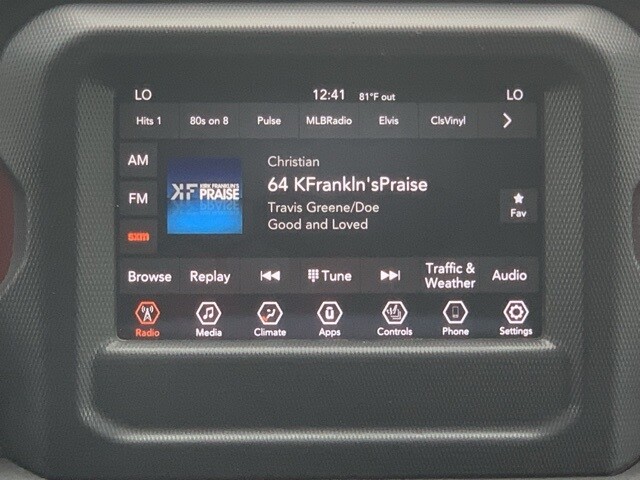 LO 12:41 81°F out LO
Hits 1 80s on 8 Pulse MLBRadio Elvis ClsVinyl
AM
FM
sxm
KF KIRK FRANKLIN'S PRAISE
Christian
64 KFrankln'sPraise
Travis Greene/Doe
Good and Loved
Fav
Browse Replay Tune Traffic & Weather Audio
Radio Media Climate Apps Controls Phone Settings